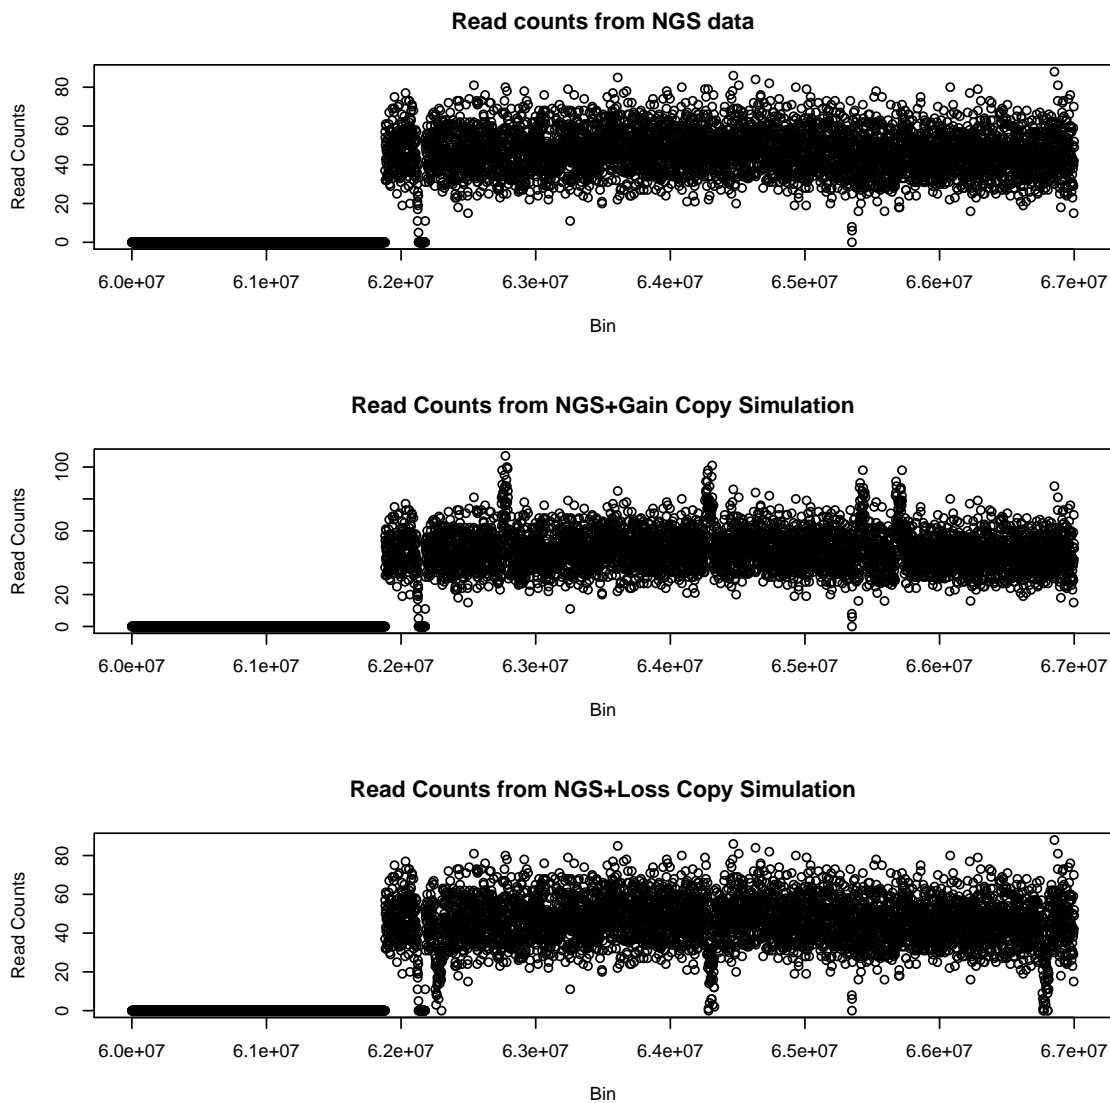 Read counts from NGS data
80
60
40
20
0
Read Counts
6.0e+07 6.1e+07 6.2e+07 6.3e+07 6.4e+07 6.5e+07 6.6e+07 6.7e+07
Bin
Read Counts from NGS+Gain Copy Simulation
100
60
20
0
Read Counts
6.0e+07 6.1e+07 6.2e+07 6.3e+07 6.4e+07 6.5e+07 6.6e+07 6.7e+07
Bin
Read Counts from NGS+Loss Copy Simulation
80
60
40
20
0
Read Counts
6.0e+07 6.1e+07 6.2e+07 6.3e+07 6.4e+07 6.5e+07 6.6e+07 6.7e+07
Bin